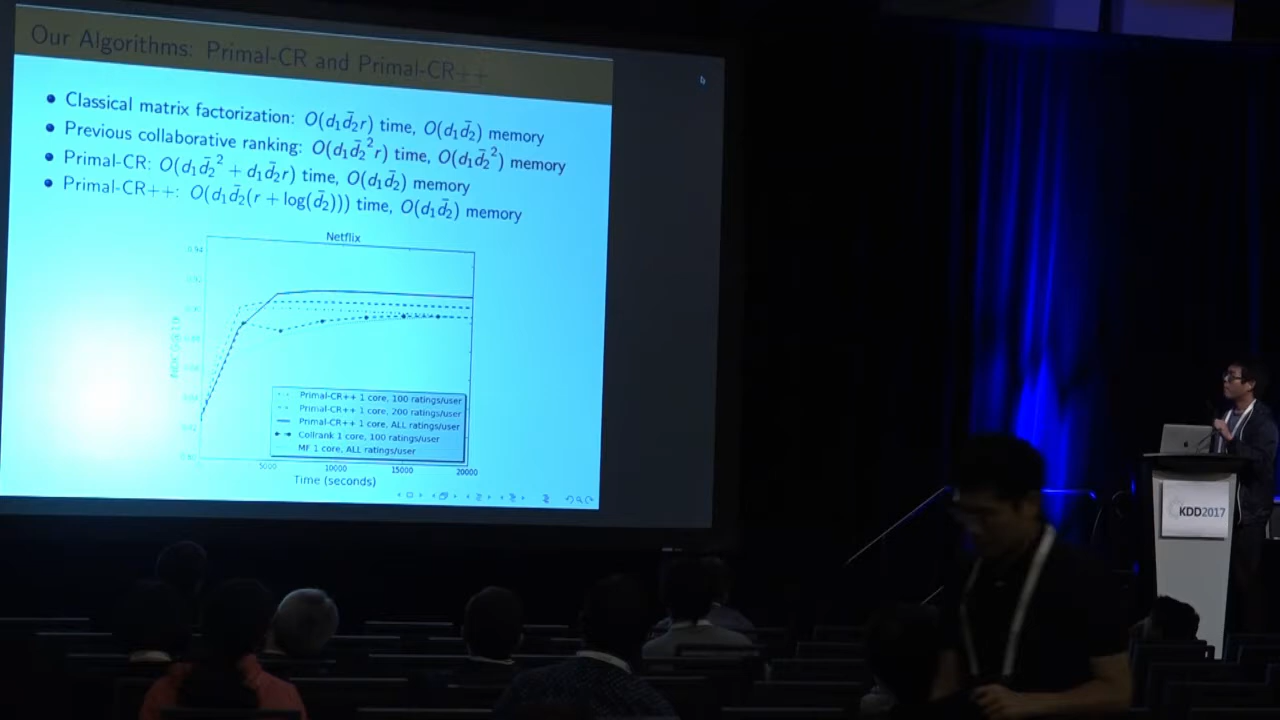 Our Algorithms: Primal-CR and Primal-CR++
Classical matrix factorization: O(d₁d̄₂r) time, O(d₁d̄₂) memory
Previous collaborative ranking: O(d₁d̄₂²r) time, O(d₁d̄₂²) memory
Primal-CR: O(d₁d̄₂² + d₁d̄₂r) time, O(d₁d̄₂) memory
Primal-CR++: O(d₁d̄₂(r + log(d̄₂))) time, O(d₁d̄₂) memory
Netflix
0.94
Primal-CR++ 1 core, 100 ratings/user
Primal-CR++ 1 core, 200 ratings/user
Primal-CR++ 1 core, ALL ratings/user
Collrank 1 core, 100 ratings/user
MF 1 core, ALL ratings/user
5000 10000 15000 20000
Time (seconds)
KDD2017